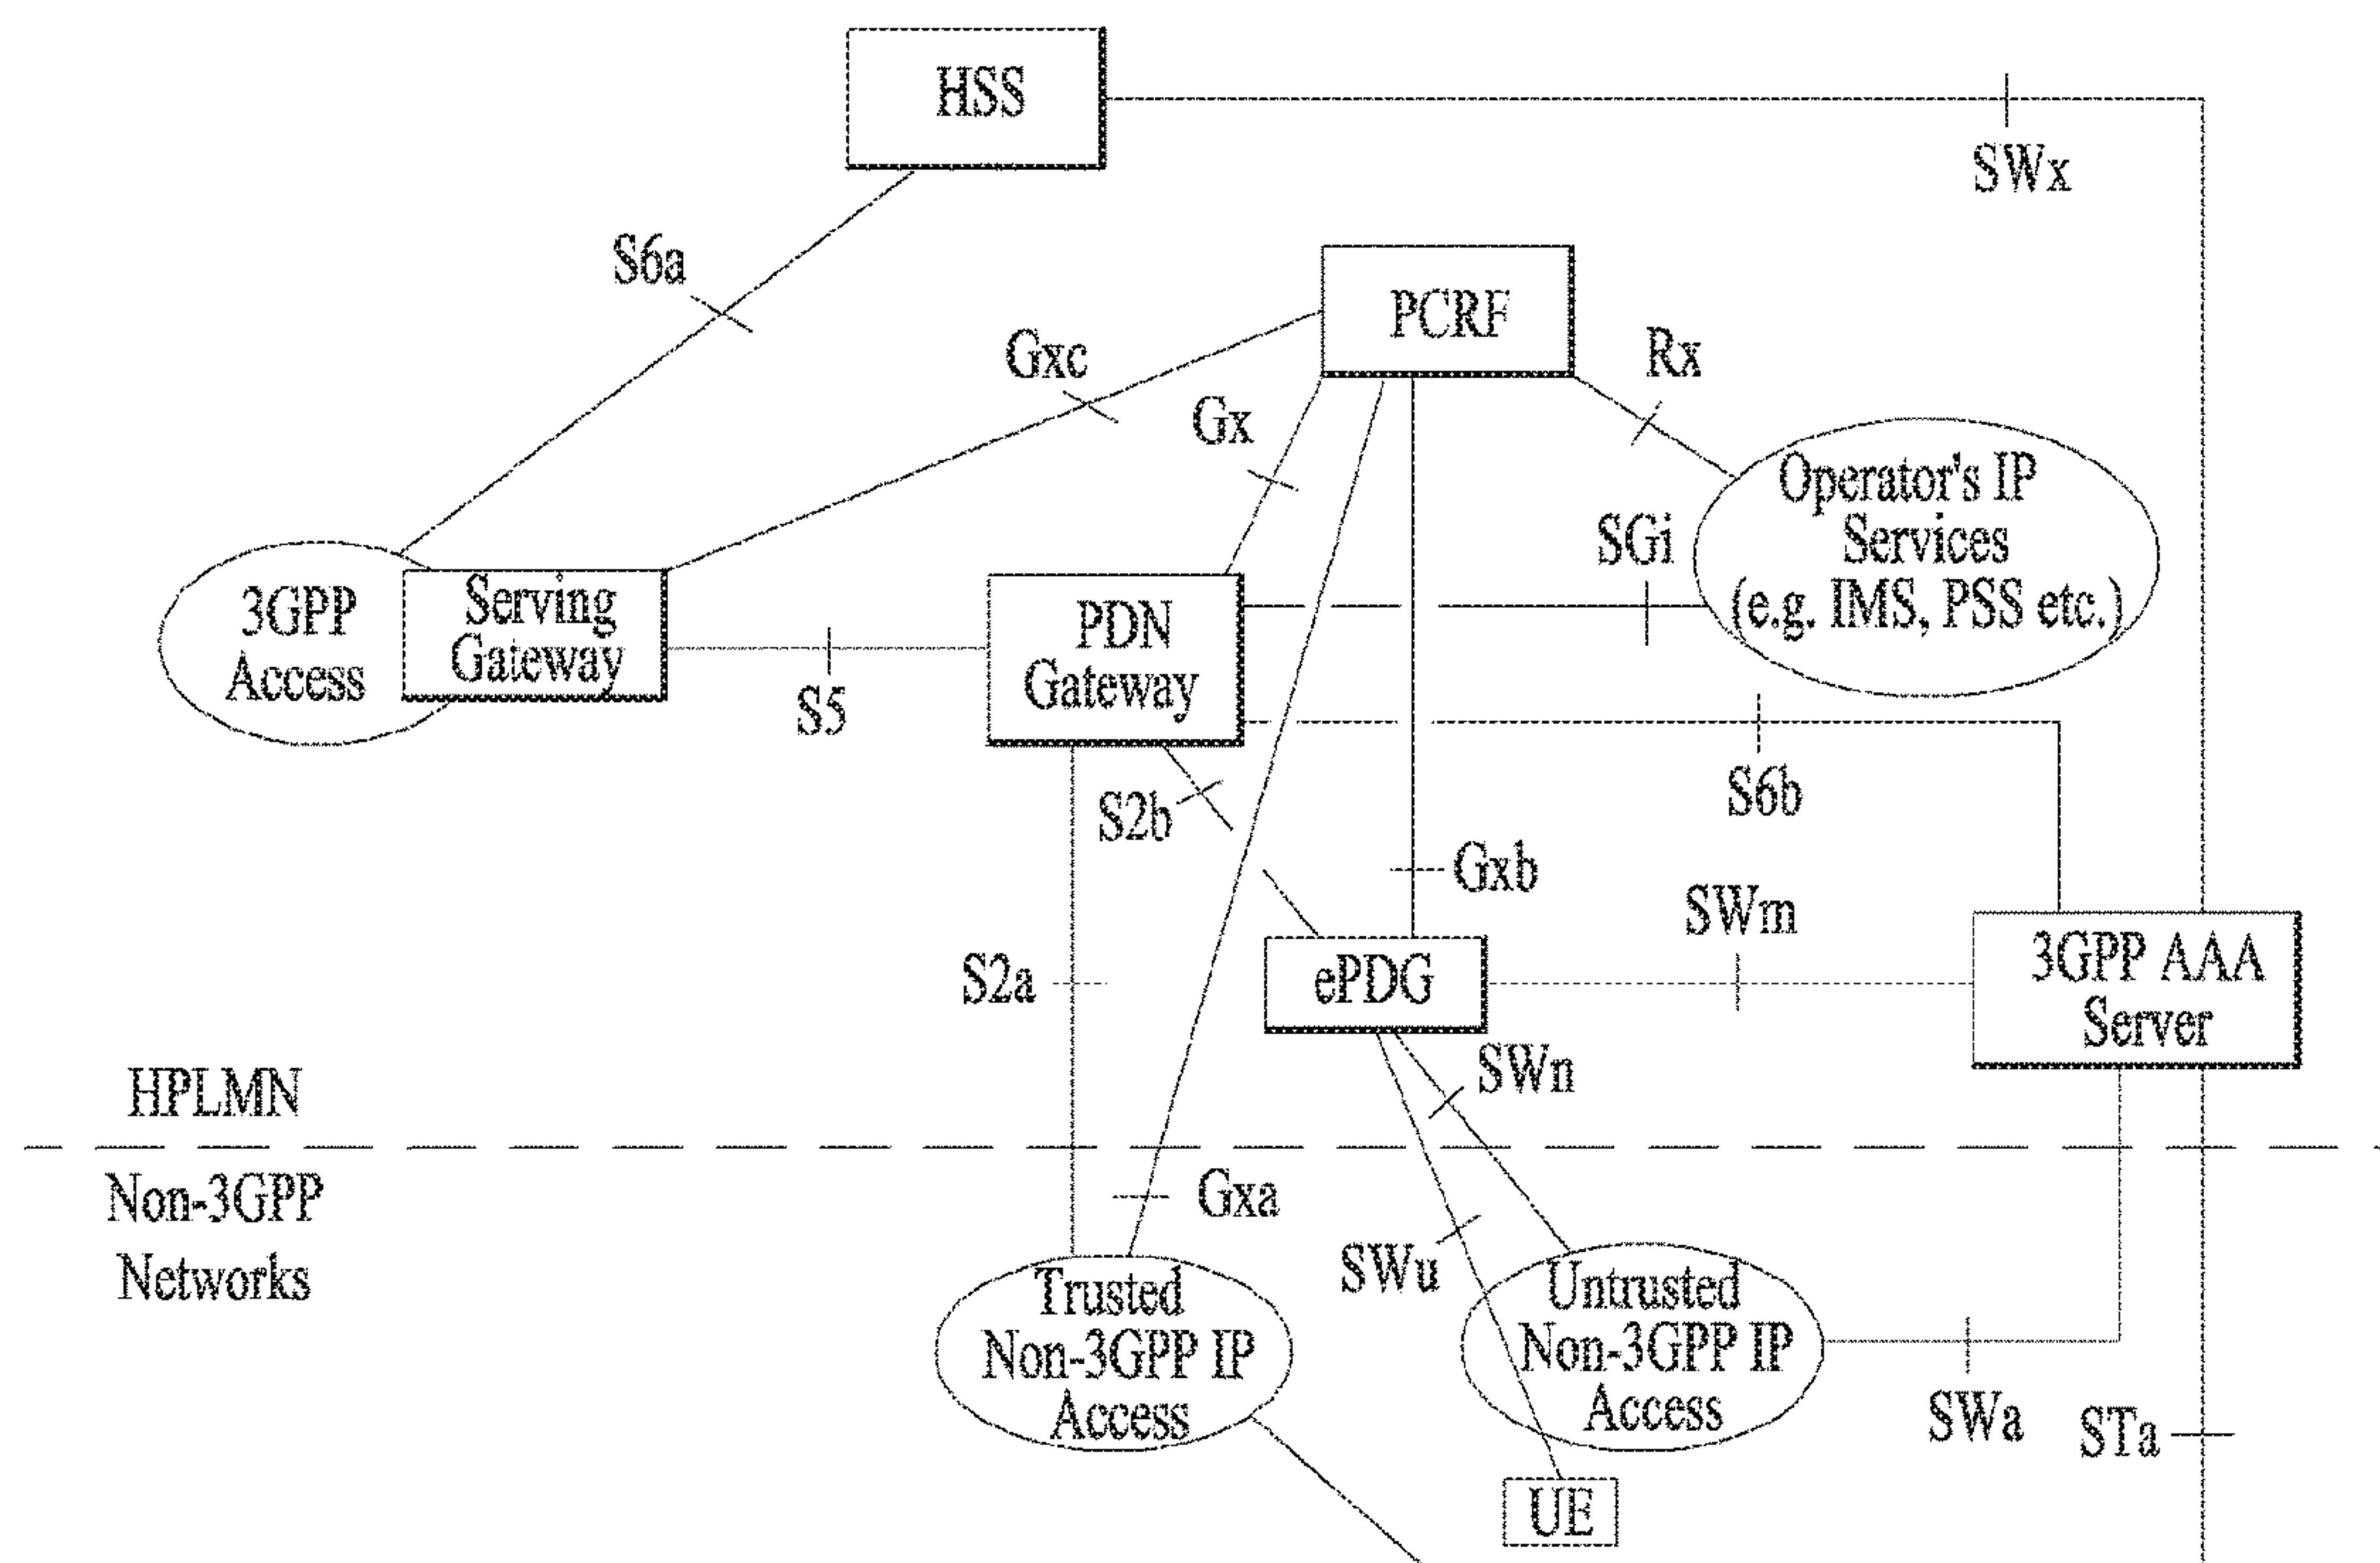 HSS
SWx
S6a
PCRF
Gxc
Rx
Gx
Operator's IP
Services
(e.g. IMS, PSS etc.)
SGi
3GPP
Access
Serving
Gateway
PDN
Gateway
S5
S6b
S2b
Gxb
SWm
S2a
ePDG
3GPP AAA
Server
SWn
HPLMN
Non-3GPP
Networks
Gxa
SWu
Trusted
Non-3GPP IP
Access
Untrusted
Non-3GPP IP
Access
SWa
STa
UE